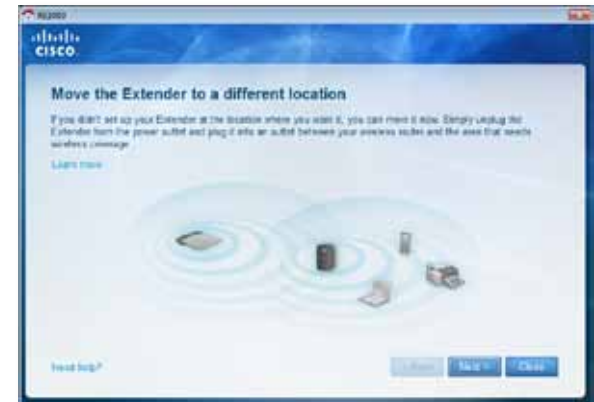 RE2000
CISCO
Move the Extender to a different location
If you didn't set up your Extender at the location where you want it, you can move it now. Simply unplug the
Extender from the power outlet and plug it into an outlet between your wireless router and the area that needs
wireless coverage.
Learn more
Need help?
Next
Close